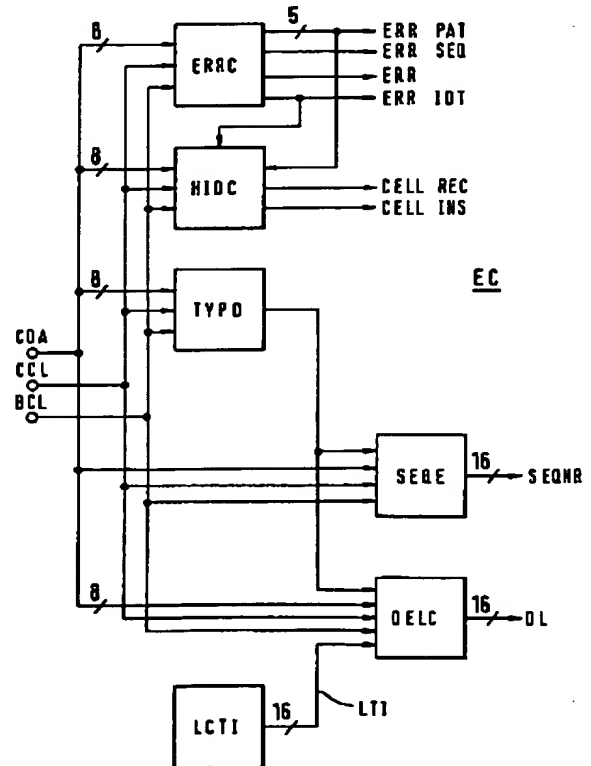 8
5
ERRC
ERR PAT
ERR SEQ
ERR
ERR IDT
8
HIDC
CELL REC
CELL INS
EC
8
TYPD
CDA
CCL
BCL
SEQE
16
SEQNR
8
DELC
16
DL
LCTI
16
LTI